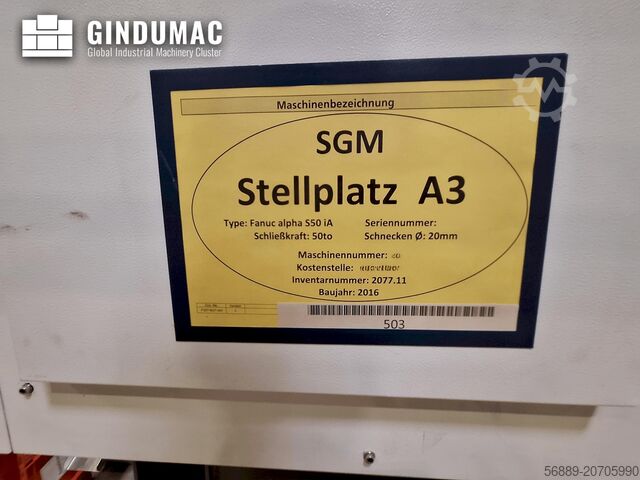 GINDUMAC
Global Industrial Machinery Cluster
Maschinenbezeichnung
SGM
Stellplatz A3
Type: Fanuc alpha S50 iA Seriennummer:
Schließkraft: 50to Schnecken Ø: 20mm
Maschinennummer:
Kostenstelle:
Inventarnummer: 2077.11
Baujahr: 2016
503
56889-20705990